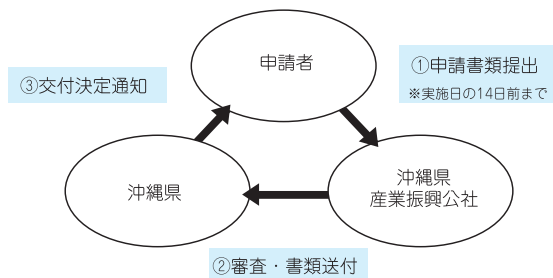 申請者
①申請書類提出
※実施日の14日前まで
③交付決定通知
沖縄県
沖縄県
産業振興公社
②審査・書類送付